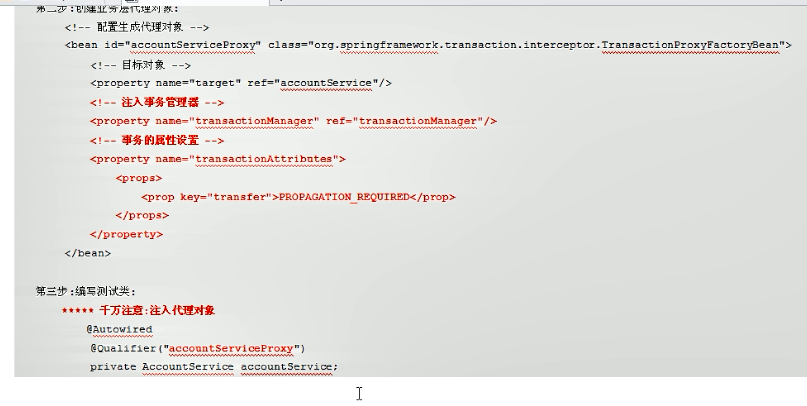 第二步:创建业务层代理对象:
<!-- 配置生成代理对象 -->
<bean id="accountServiceProxy" class="org.springframework.transaction.interceptor.TransactionProxyFactoryBean">
<!-- 目标对象 -->
<property name="target" ref="accountService"/>
<!-- 注入事务管理器 -->
<property name="transactionManager" ref="transactionManager"/>
<!-- 事务的属性设置 -->
<property name="transactionAttributes">
<props>
<prop key="transfer">PROPAGATION_REQUIRED</prop>
</props>
</property>
</bean>
第三步:编写测试类:
***** 千万注意:注入代理对象
@Autowired
@Qualifier("accountServiceProxy")
private AccountService accountService;